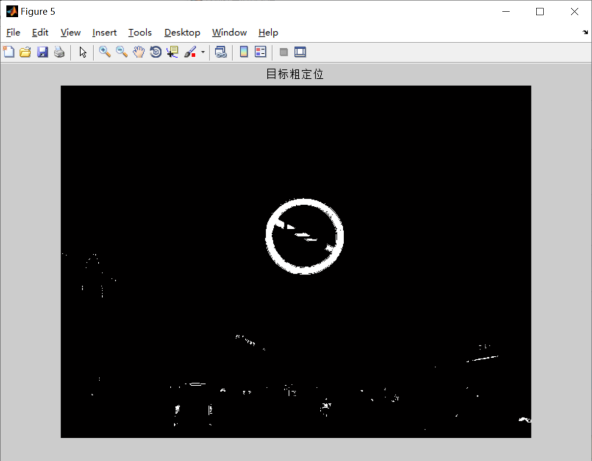 Figure 5
File Edit View Insert Tools Desktop Window Help
目标粗定位